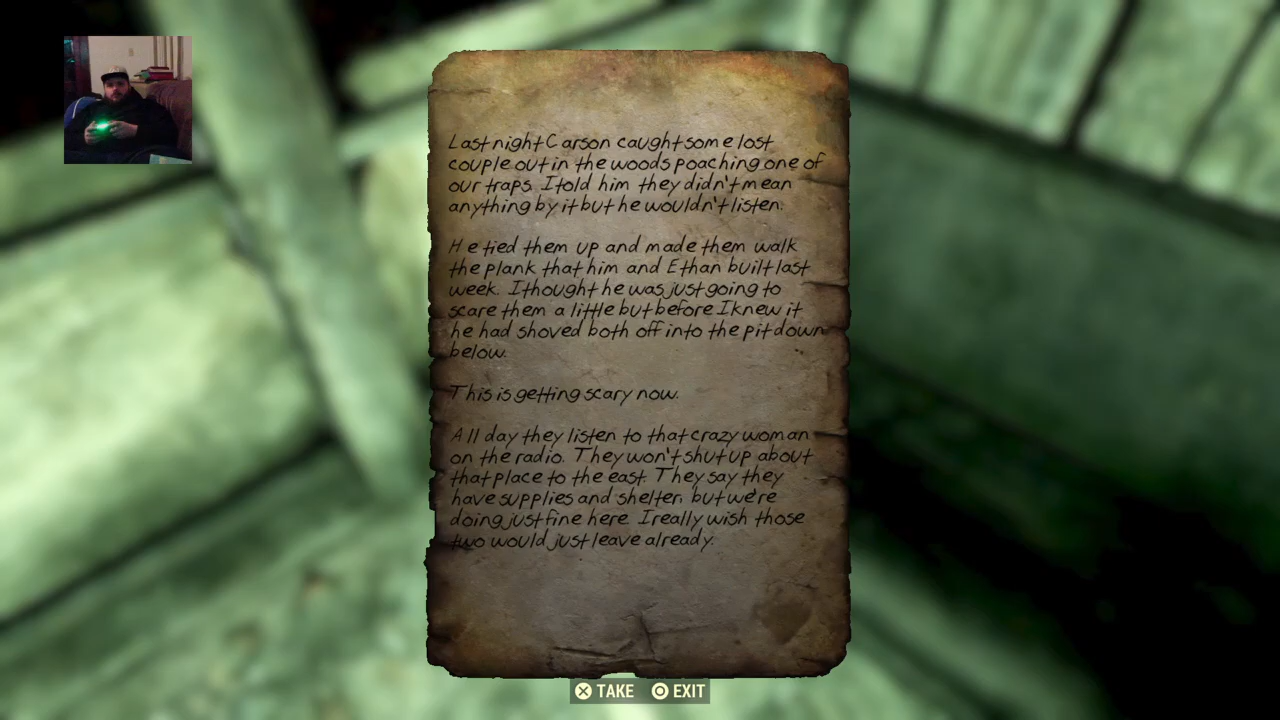 Last night Carson caught some lost
couple out in the woods poaching one of
our traps. I told him they didn't mean
anything by it but he wouldn't listen.
He tied them up and made them walk
the plank that him and Ethan built last
week. I thought he was just going to
scare them a little but before I knew it
he had shoved both off into the pit down
below.
This is getting scary now.
All day they listen to that crazy woman
on the radio. They won't shut up about
that place to the east. They say they
have supplies and shelter, but we're
doing just fine here. I really wish those
two would just leave already.
TAKE EXIT